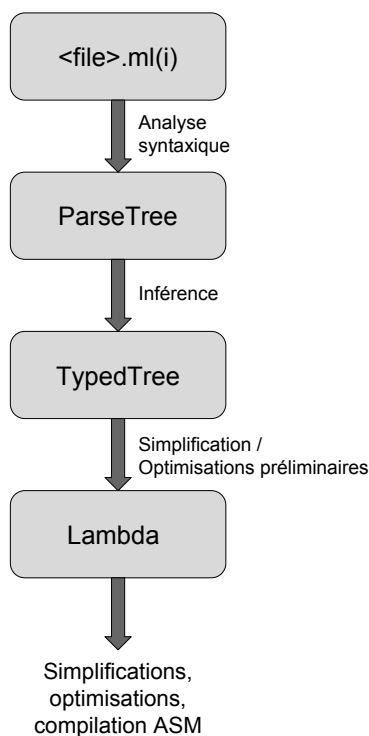 <file>.ml(i)
Analyse
syntaxique
ParseTree
Inférence
TypedTree
Simplification /
Optimisations préliminaires
Lambda
Simplifications,
optimisations,
compilation ASM